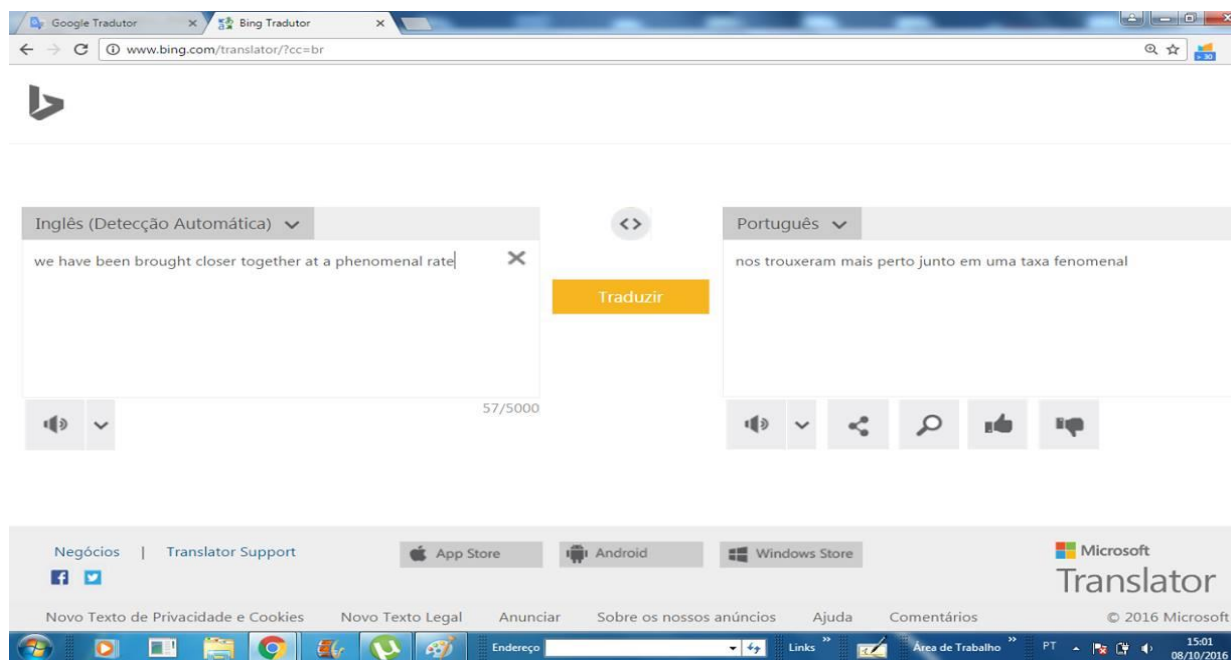 Google Tradutor
Bing Tradutor
www.bing.com/translator/?cc=br
Inglês (Detecção Automática)
Português
we have been brought closer together at a phenomenal rate
nos trouxeram mais perto junto em uma taxa fenomenal
Traduzir
57/5000
Negócios | Translator Support
App Store
Android
Windows Store
Microsoft
Translator
Novo Texto de Privacidade e Cookies Novo Texto Legal Anunciar Sobre os nossos anúncios Ajuda Comentários © 2016 Microsoft
Endereço Links Área de Trabalho PT 15:01
08/10/2016